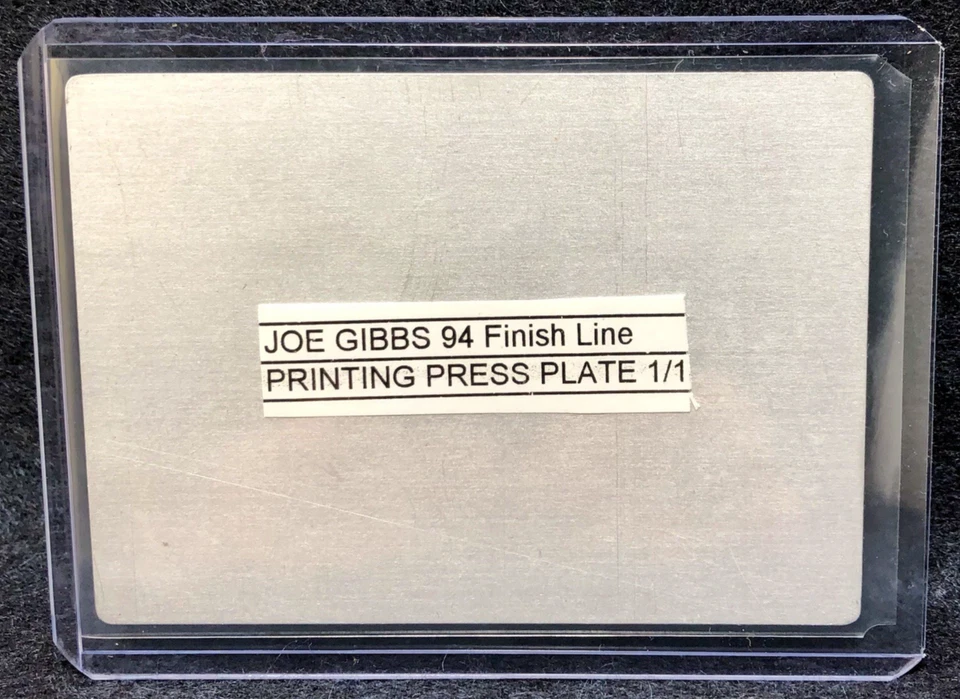 JOE GIBBS 94 Finish Line
PRINTING PRESS PLATE 1/1